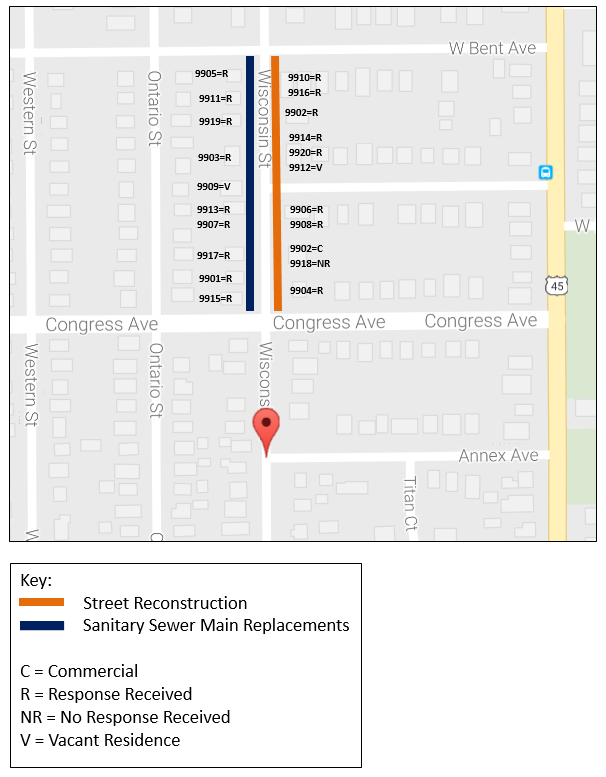 W Bent Ave
9905=R
9911=R
9919=R
9903=R
9909=V
9913=R
9907=R
9917=R
9901=R
9915=R
9910=R
9916=R
9902=R
9914=R
9920=R
9912=V
9906=R
9908=R
9902=C
9918=NR
9904=R
Western St
Ontario St
Wisconsin St
W
45
Congress Ave
Congress Ave
Congress Ave
Western St
Ontario St
Wiscons
Annex Ave
Titan Ct
W
C
Key:
Street Reconstruction
Sanitary Sewer Main Replacements
C = Commercial
R = Response Received
NR = No Response Received
V = Vacant Residence